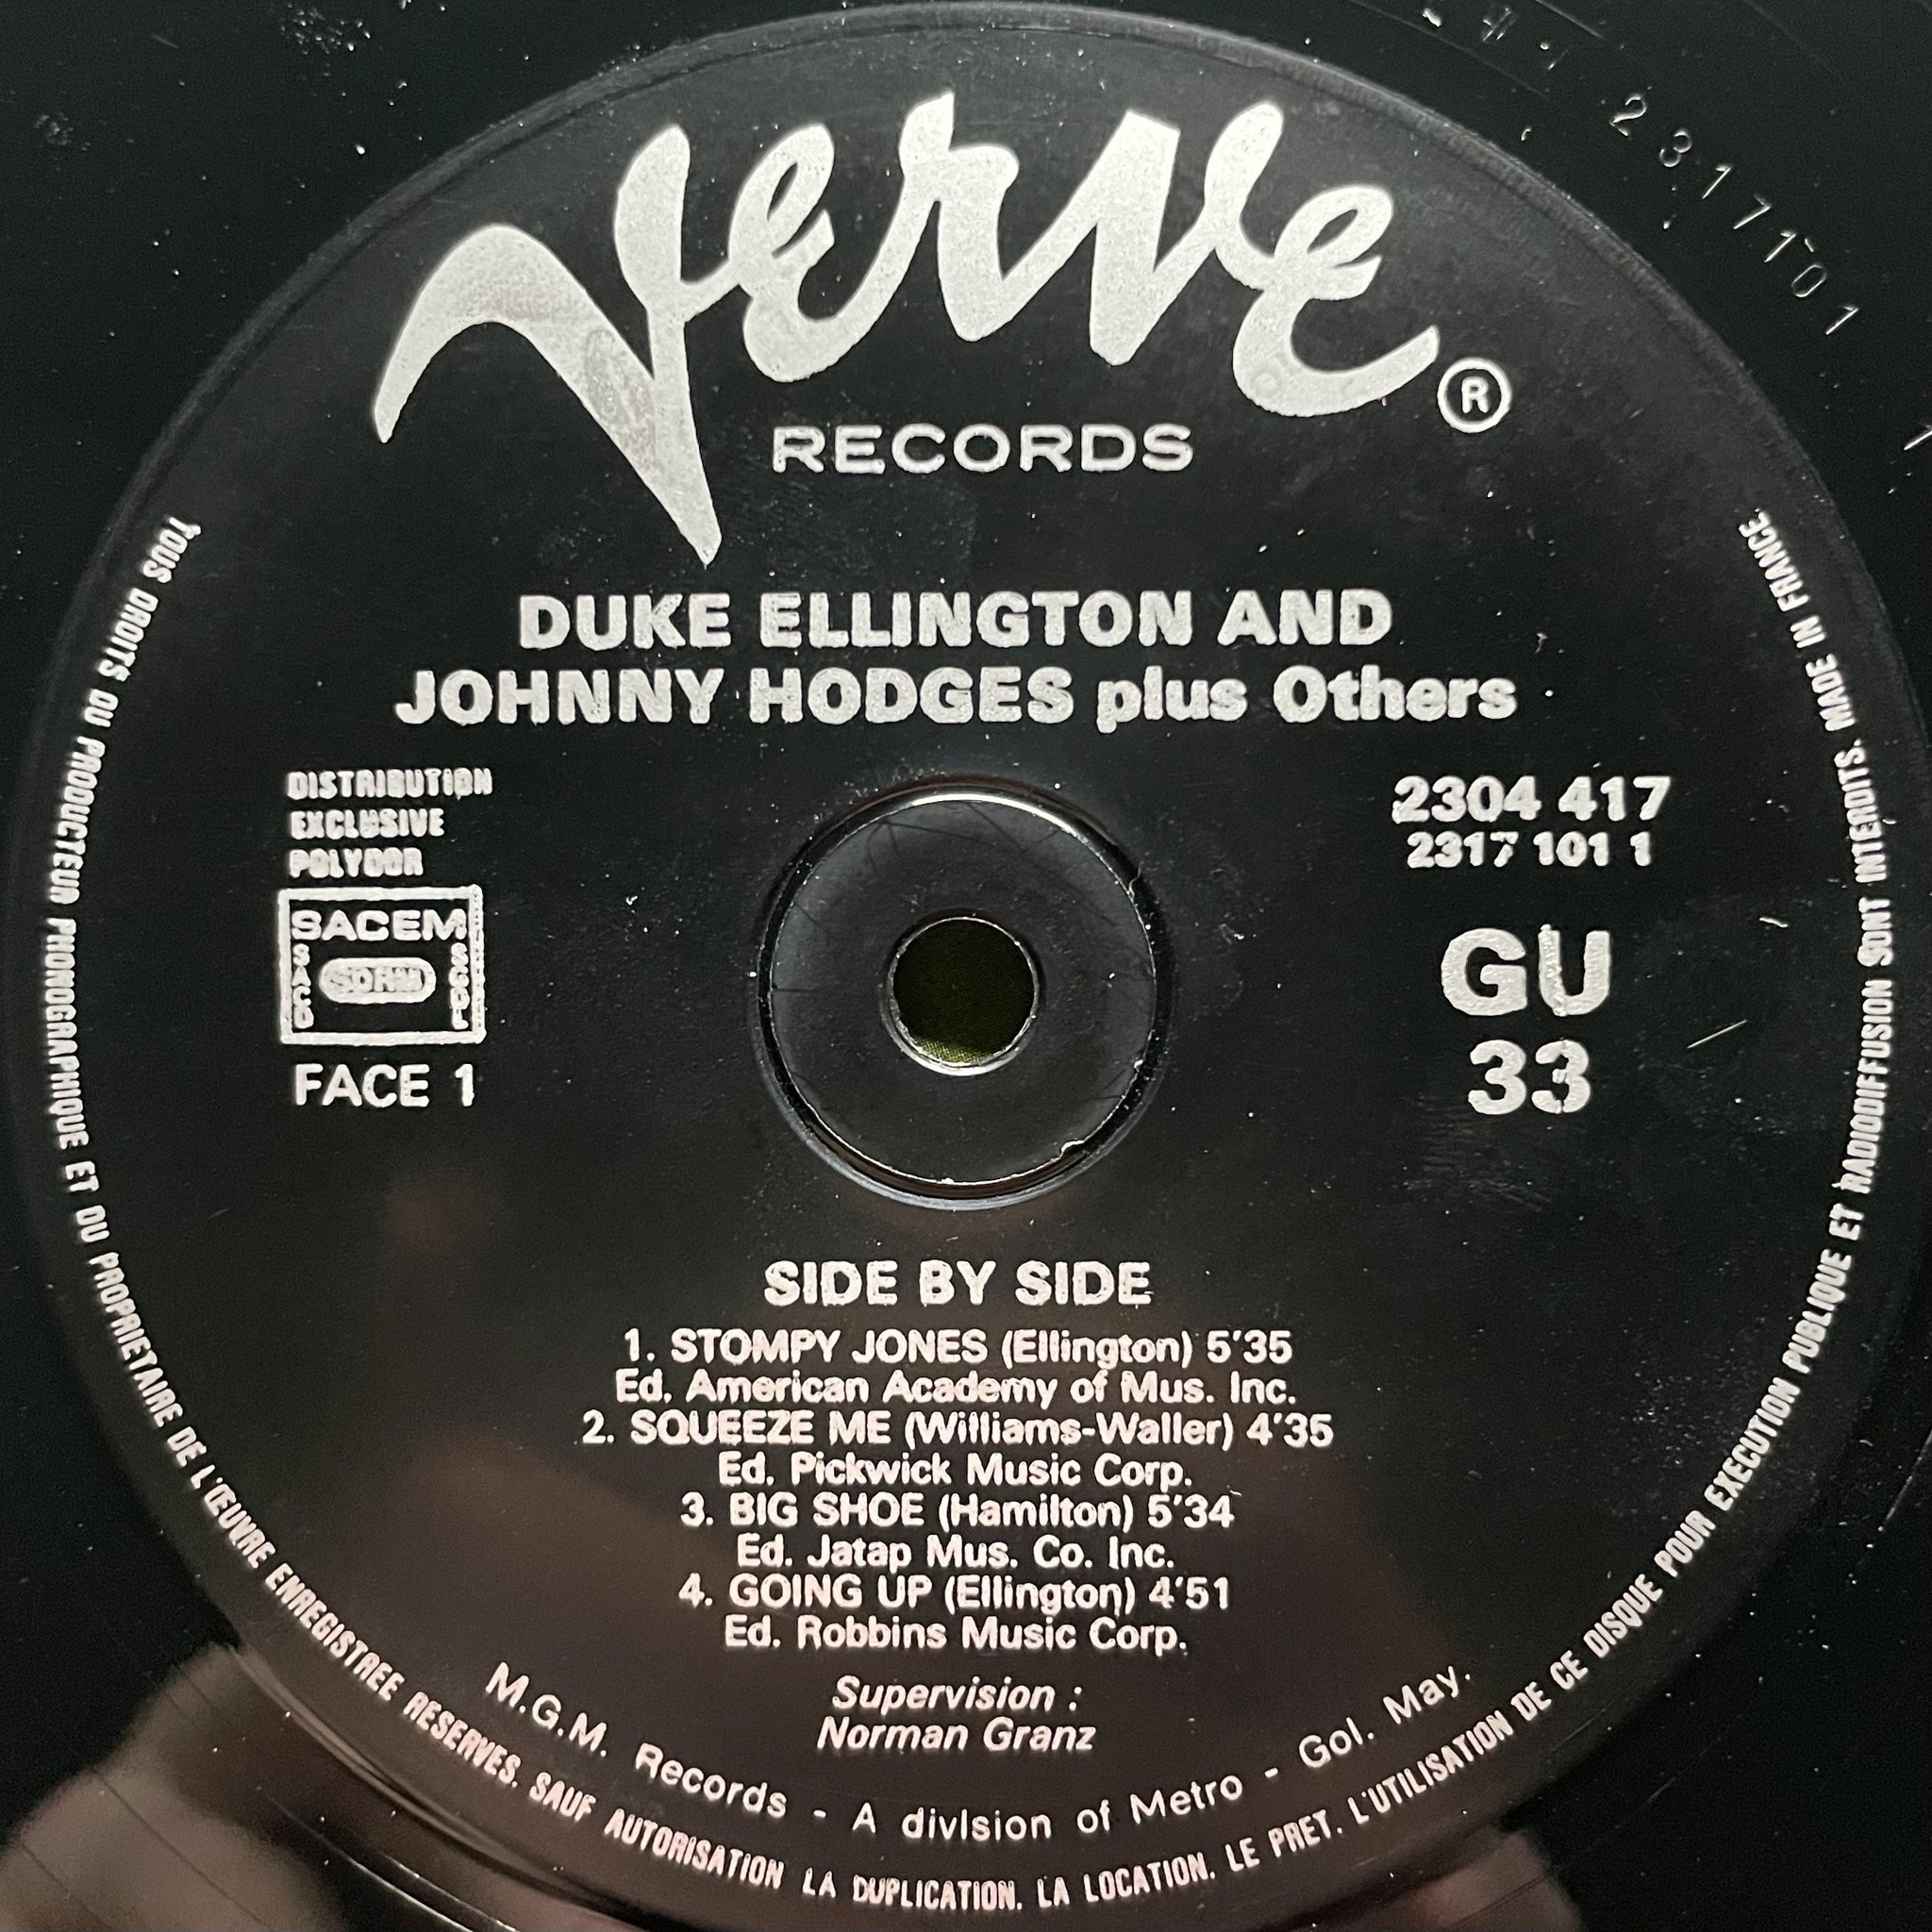 2317101
Verve
®
RECORDS
DUKE ELLINGTON AND
JOHNNY HODGES plus Others
DISTRIBUTION
EXCLUSIVE
POLYDOR
SACEM
SACD
SDRM
SGDL
FACE 1
2304 417
2317 101 1
GU
33
SIDE BY SIDE
1. STOMPY JONES (Ellington) 5'35
Ed. American Academy of Mus. Inc.
2. SQUEEZE ME (Williams-Waller) 4'35
Ed. Pickwick Music Corp.
3. BIG SHOE (Hamilton) 5'34
Ed. Jatap Mus. Co. Inc.
4. GOING UP (Ellington) 4'51
Ed. Robbins Music Corp.
Supervision :
Norman Granz
M.G.M. Records - A division of Metro - Gol. May.
TOUS DROITS DU PRODUCTEUR PHONOGRAPHIQUE ET DU PROPRIETAIRE DE L'ŒUVRE ENREGISTREE RESERVES. SAUF AUTORISATION LA DUPLICATION. LA LOCATION. LE PRET. L'UTILISATION DE CE DISQUE POUR EXECUTION PUBLIQUE ET RADIODIFFUSION SONT INTERDITS. MADE IN FRANCE